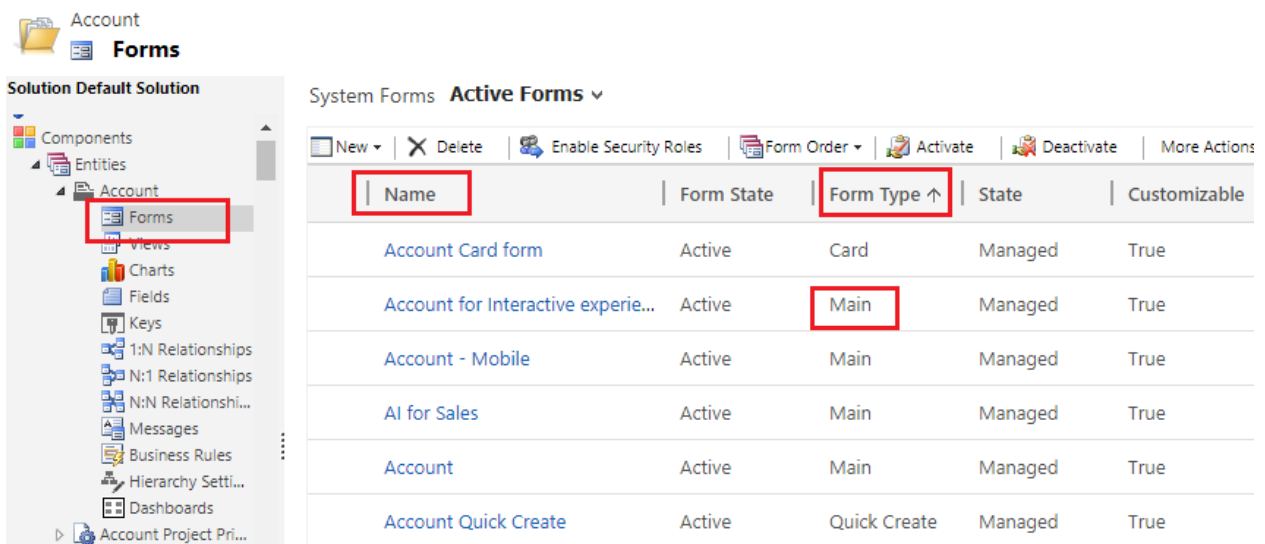 Account
Forms
Solution Default Solution
Components
Entities
Account
Forms
Views
Charts
Fields
Keys
1:N Relationships
N:1 Relationships
N:N Relationshi...
Messages
Business Rules
Hierarchy Setti...
Dashboards
Account Project Pri...
System Forms Active Forms
New Delete Enable Security Roles Form Order Activate Deactivate More Actions
Name Form State Form Type ↑ State Customizable
Account Card form Active Card Managed True
Account for Interactive experie... Active Main Managed True
Account - Mobile Active Main Managed True
AI for Sales Active Main Managed True
Account Active Main Managed True
Account Quick Create Active Quick Create Managed True